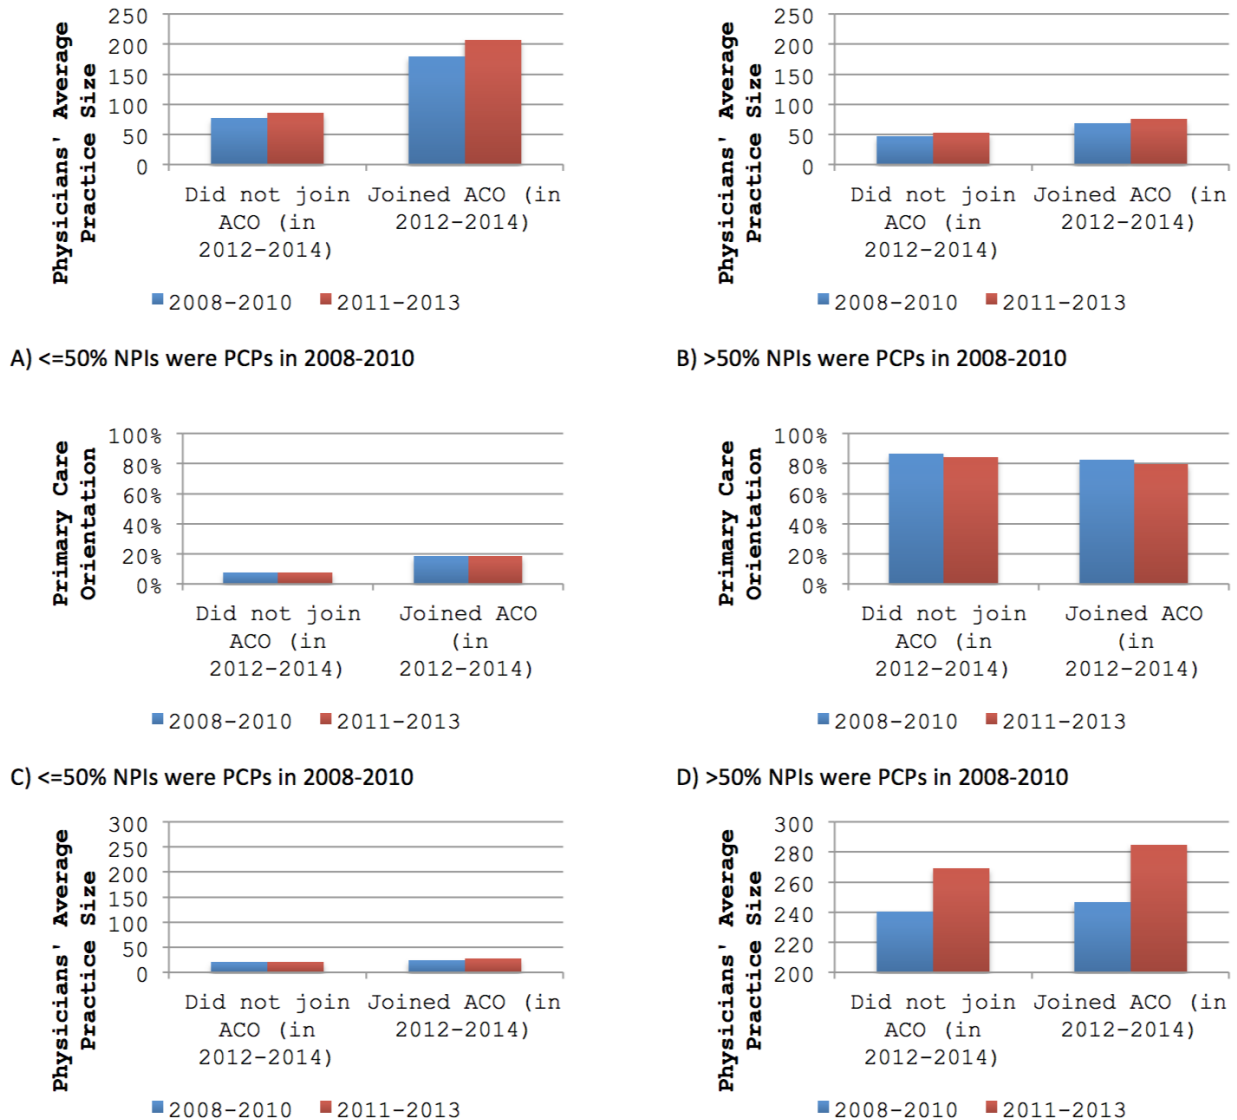 250
200
150
100
50
0
Physicians' Average
Practice Size
Did not join
ACO (in
2012-2014)
Joined ACO (in
2012-2014)
2008-2010 2011-2013
A) <=50% NPIs were PCPs in 2008-2010
250
200
150
100
50
0
Physicians' Average
Practice Size
Did not join
ACO (in
2012-2014)
Joined ACO (in
2012-2014)
2008-2010 2011-2013
B) >50% NPIs were PCPs in 2008-2010
100%
80%
60%
40%
20%
0%
Primary Care
Orientation
Did not join
ACO (in
2012-2014)
Joined ACO
(in
2012-2014)
2008-2010 2011-2013
C) <=50% NPIs were PCPs in 2008-2010
100%
80%
60%
40%
20%
0%
Primary Care
Orientation
Did not join
ACO (in
2012-2014)
Joined ACO
(in
2012-2014)
2008-2010 2011-2013
D) >50% NPIs were PCPs in 2008-2010
300
250
200
150
100
50
0
Physicians' Average
Practice Size
Did not join
ACO (in
2012-2014)
Joined ACO (in
2012-2014)
2008-2010 2011-2013
300
280
260
240
220
200
Physicians' Average
Practice Size
Did not join
ACO (in
2012-2014)
Joined ACO (in
2012-2014)
2008-2010 2011-2013